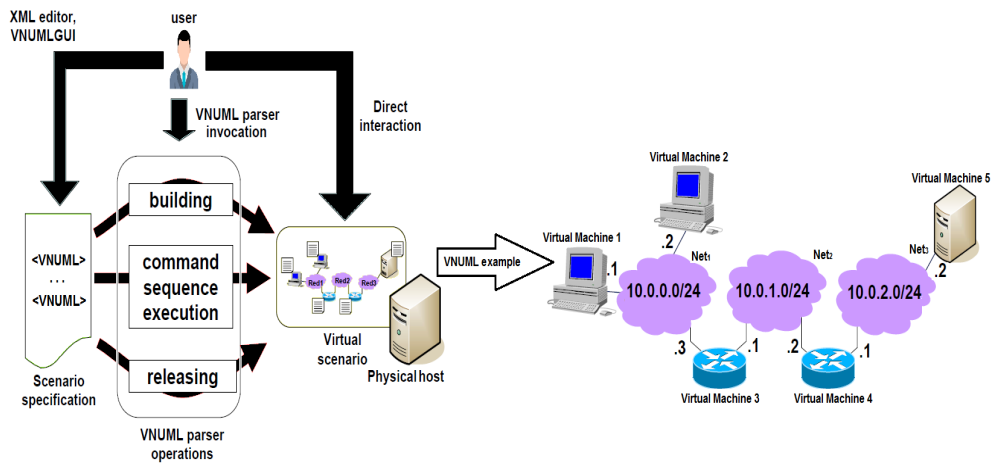 XML editor,
VNUMLGUI
user
VNUML parser
invocation
Direct
interaction
building
command
sequence
execution
releasing
<VNUML>
...
<VNUML>
Scenario
specification
VNUML parser
operations
Red1
Red2
Red3
Virtual
scenario
Physical host
VNUML example
Virtual Machine 1
.1
Virtual Machine 2
.2
Net1
10.0.0.0/24
.3
.1
Virtual Machine 3
Net2
10.0.1.0/24
.2
.1
Virtual Machine 4
Net3
10.0.2.0/24
.2
Virtual Machine 5